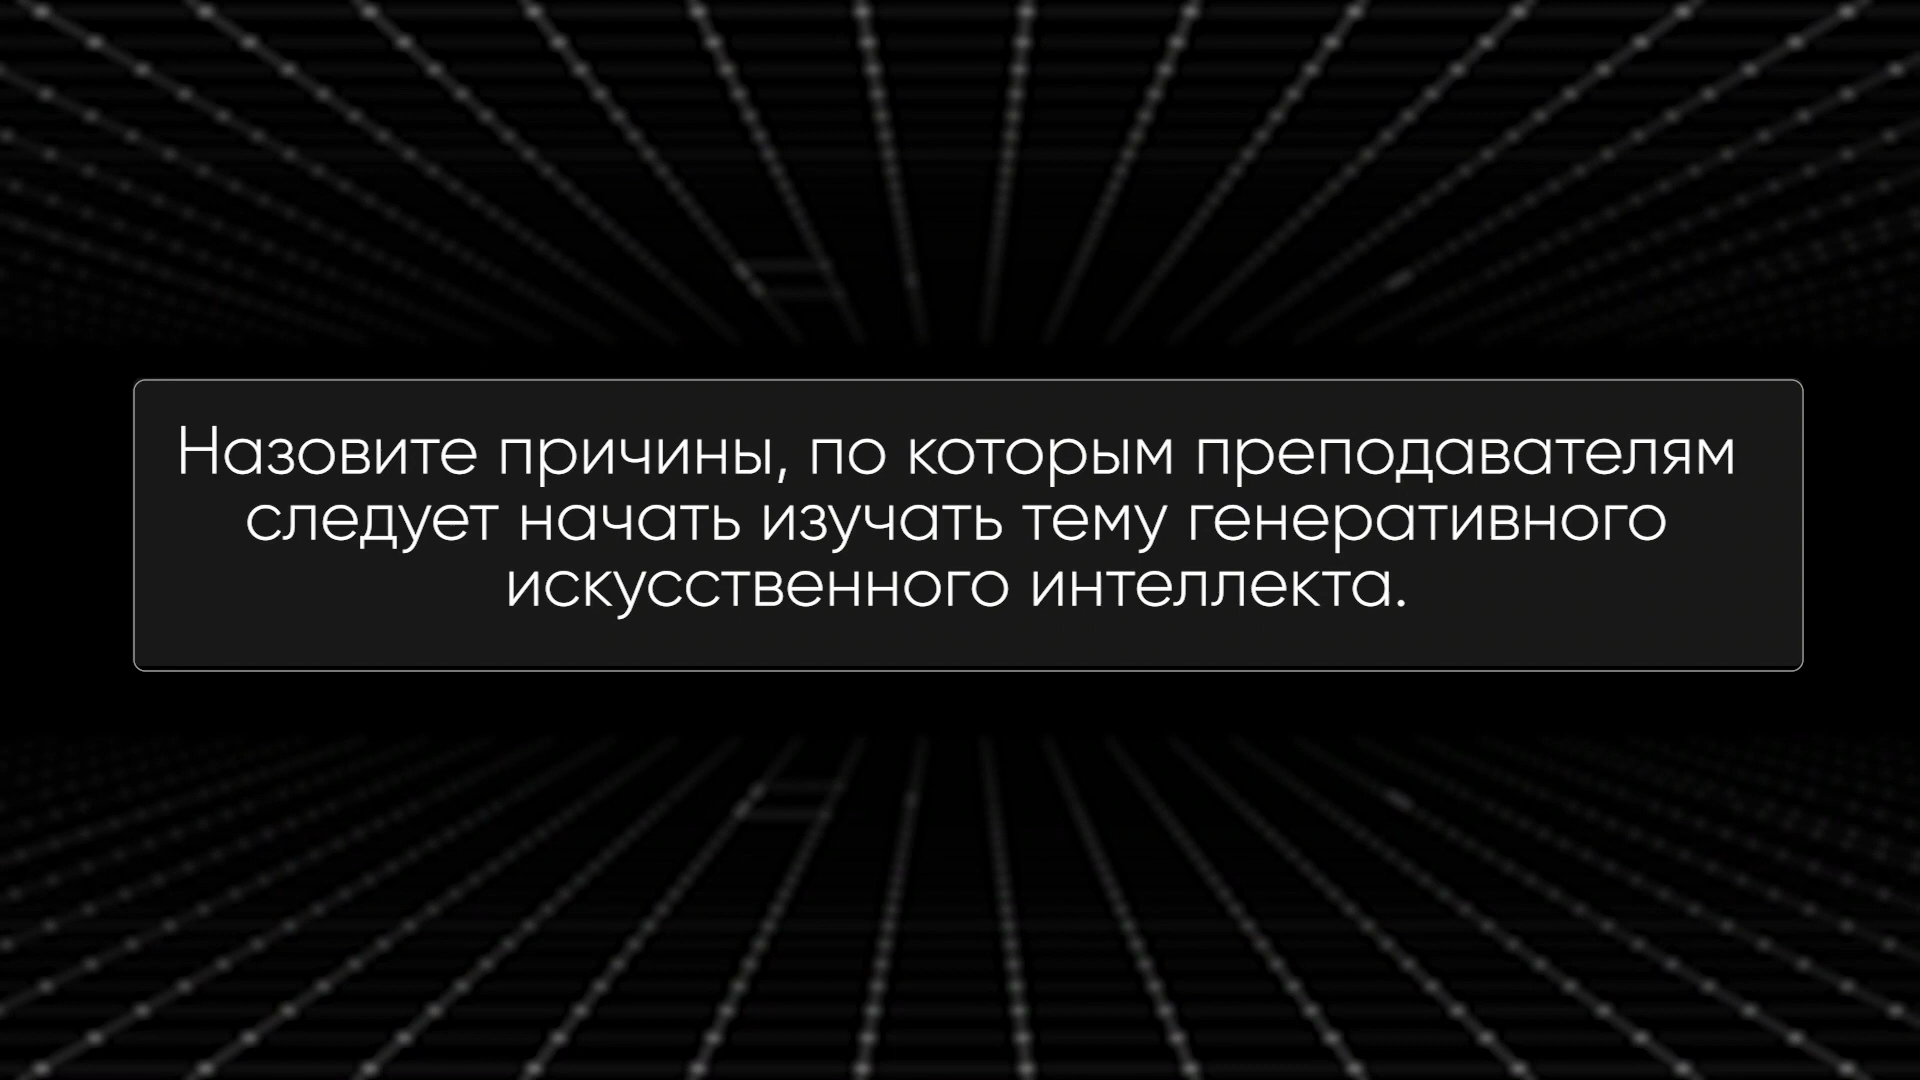 Назовите причины, по которым преподавателям
следует начать изучать тему генеративного
искусственного интеллекта.